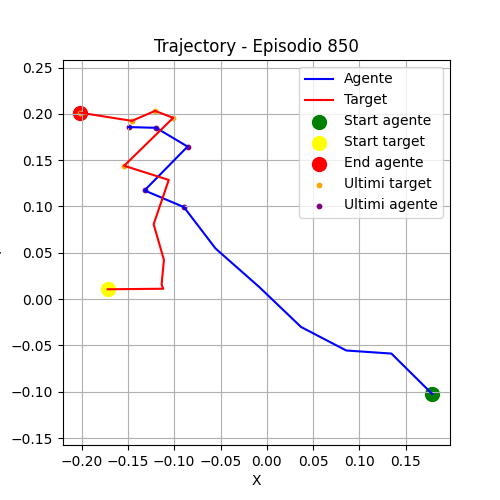 Trajectory - Episodio 850
Agente
Target
Start agente
Start target
End agente
Ultimi target
Ultimi agente
0.25
0.20
0.15
0.10
0.05
0.00
−0.05
−0.10
−0.15
−0.20
−0.15
−0.10
−0.05
0.00
0.05
0.10
0.15
X